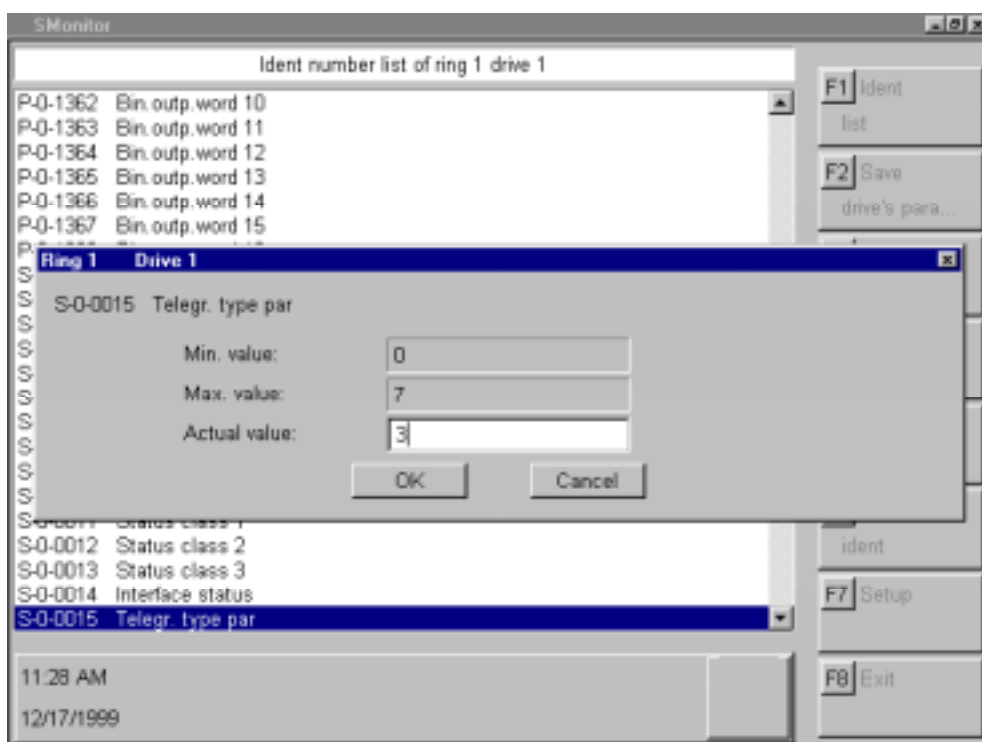 SMonitor
Ident number list of ring 1 drive 1
P-0-1362 Bin.outp.word 10
P-0-1363 Bin.outp.word 11
P-0-1364 Bin.outp.word 12
P-0-1365 Bin.outp.word 13
P-0-1366 Bin.outp.word 14
P-0-1367 Bin.outp.word 15
Ring 1 Drive 1
S-0-0015 Telegr. type par
Min. value: 0
Max. value: 7
Actual value: 3
OK Cancel
S-0-0011 Status class 1
S-0-0012 Status class 2
S-0-0013 Status class 3
S-0-0014 Interface status
S-0-0015 Telegr. type par
11:28 AM
12/17/1999
F1 Ident
list
F2 Save
drive's para...
ident
F7 Setup
F8 Exit